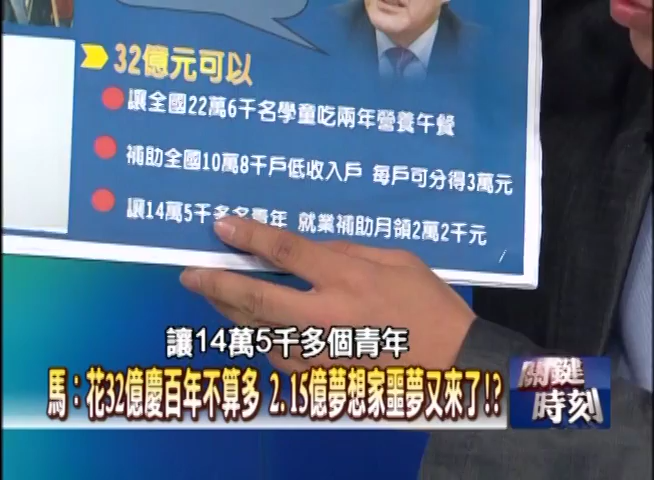 32億元可以
讓全國22萬6千名學童吃兩年營養午餐
補助全國10萬8千戶低收入戶 每戶可分得3萬元
讓14萬5千多名青年 就業補助月領2萬2千元
讓14萬5千多個青年
馬：花32億慶百年不算多 2.15億夢想家噩夢又來了!?
關鍵
時刻